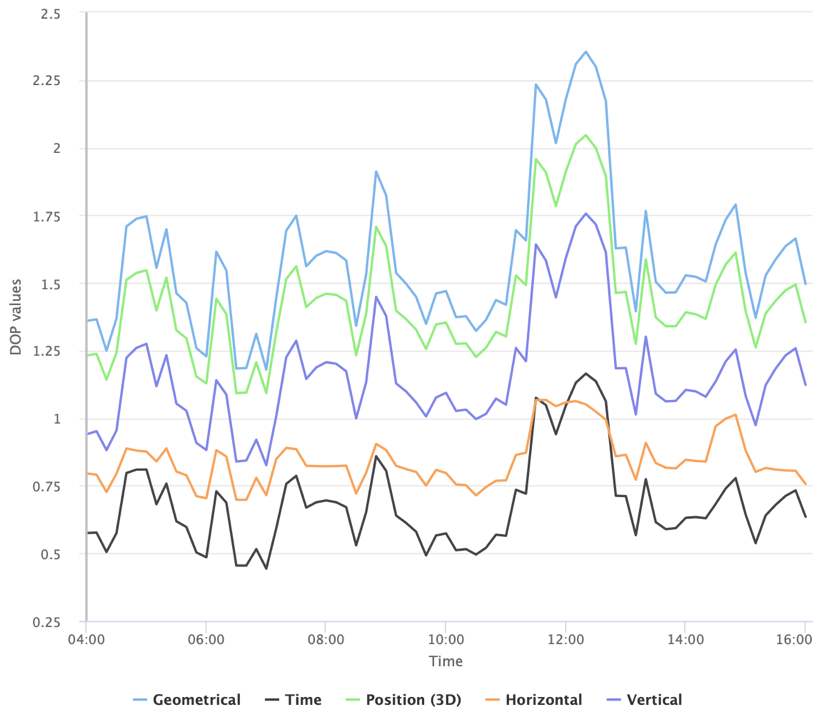 2.5
2.25
2
1.75
1.5
1.25
1
0.75
0.5
0.25
DOP values
04:00 06:00 08:00 10:00 12:00 14:00 16:00
Time
Geometrical Time Position (3D) Horizontal Vertical